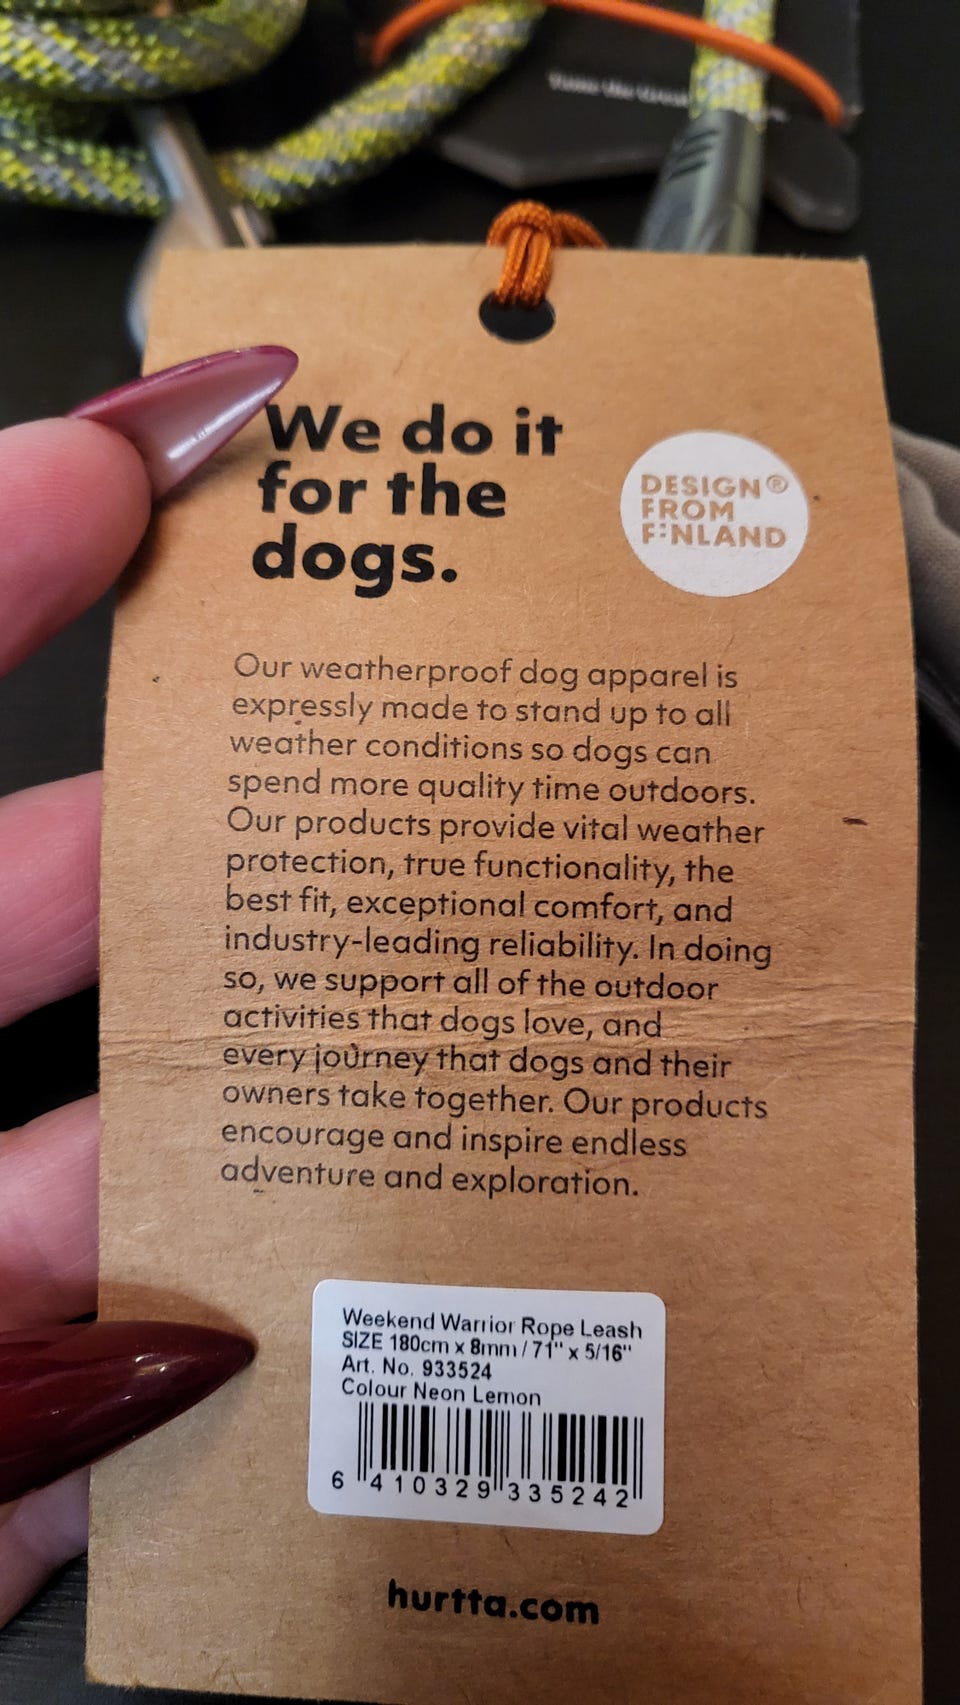 We do it
for the
dogs.
DESIGN®
FROM
FINLAND
Our weatherproof dog apparel is
expressly made to stand up to all
weather conditions so dogs can
spend more quality time outdoors.
Our products provide vital weather
protection, true functionality, the
best fit, exceptional comfort, and
industry-leading reliability. In doing
so, we support all of the outdoor
activities that dogs love, and
every journey that dogs and their
owners take together. Our products
encourage and inspire endless
adventure and exploration.
Weekend Warrior Rope Leash
SIZE 180cm x 8mm / 71" x 5/16"
Art. No. 933524
Colour Neon Lemon
6 410329 335242
hurtta.com